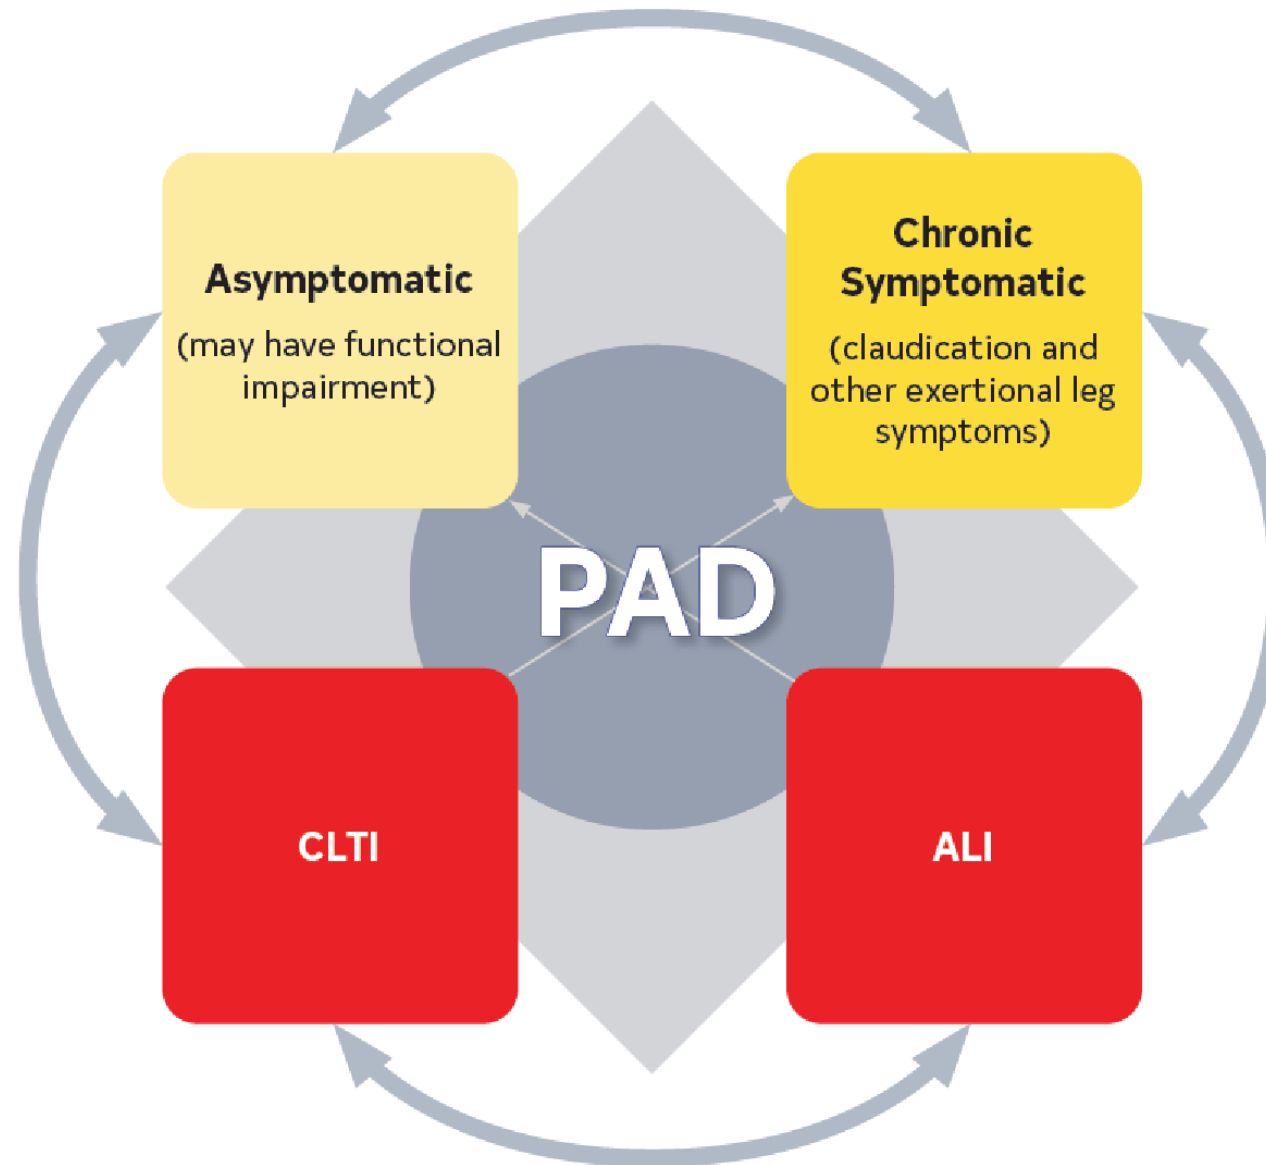 Asymptomatic
(may have functional
impairment)
Chronic
Symptomatic
(claudication and
other exertional leg
symptoms)
PAD
CLTI
ALI